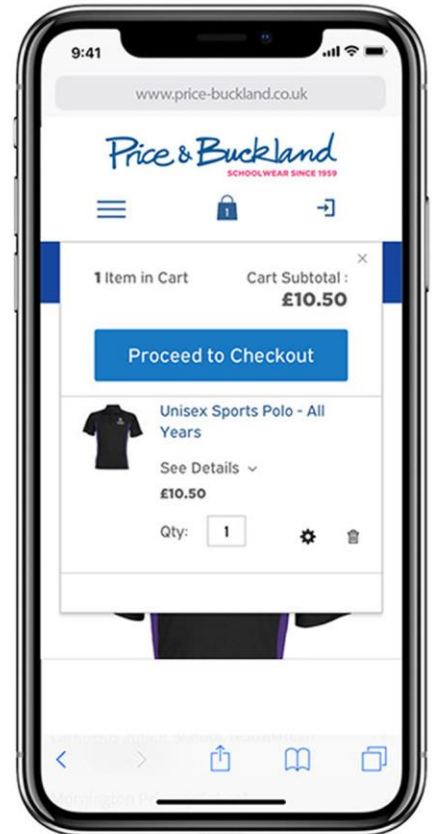 9:41
www.price-buckland.co.uk
Price & Buckland
SCHOOLWEAR SINCE 1959
1
1 Item in Cart
Cart Subtotal :
£10.50
×
Proceed to Checkout
Unisex Sports Polo - All
Years
See Details
£10.50
Qty: 1